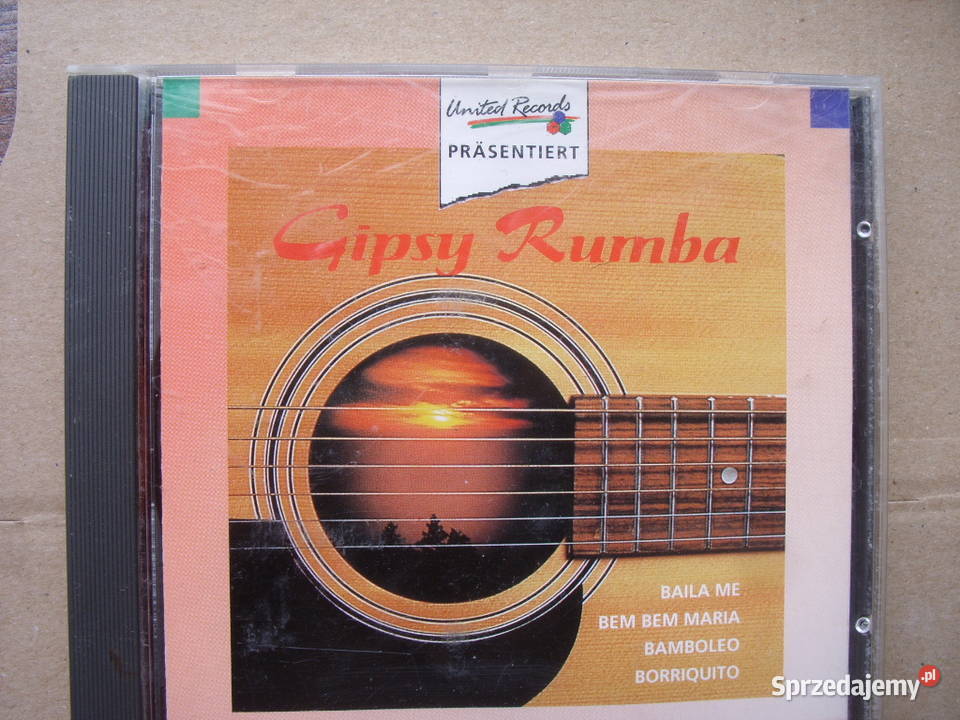 United Records
PRÄSENTIERT
Gipsy Rumba
BAILA ME
BEM BEM MARIA
BAMBOLEO
BORRIQUITO
Sprzedajemy.pl